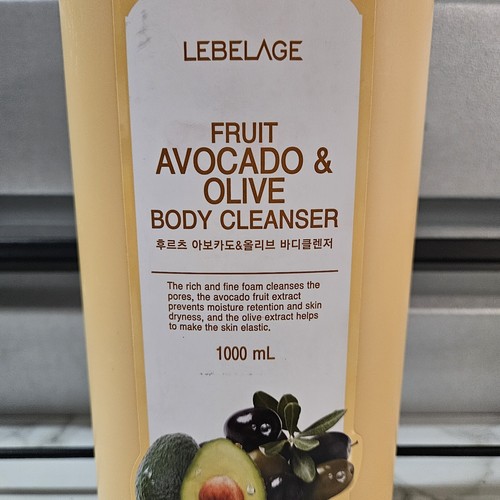 LEBELAGE
FRUIT
AVOCADO &
OLIVE
BODY CLEANSER
후르츠 아보카도&올리브 바디클렌저
The rich and fine foam cleanses the
pores, the avocado fruit extract
prevents moisture retention and skin
dryness, and the olive extract helps
to make the skin elastic.
1000 mL